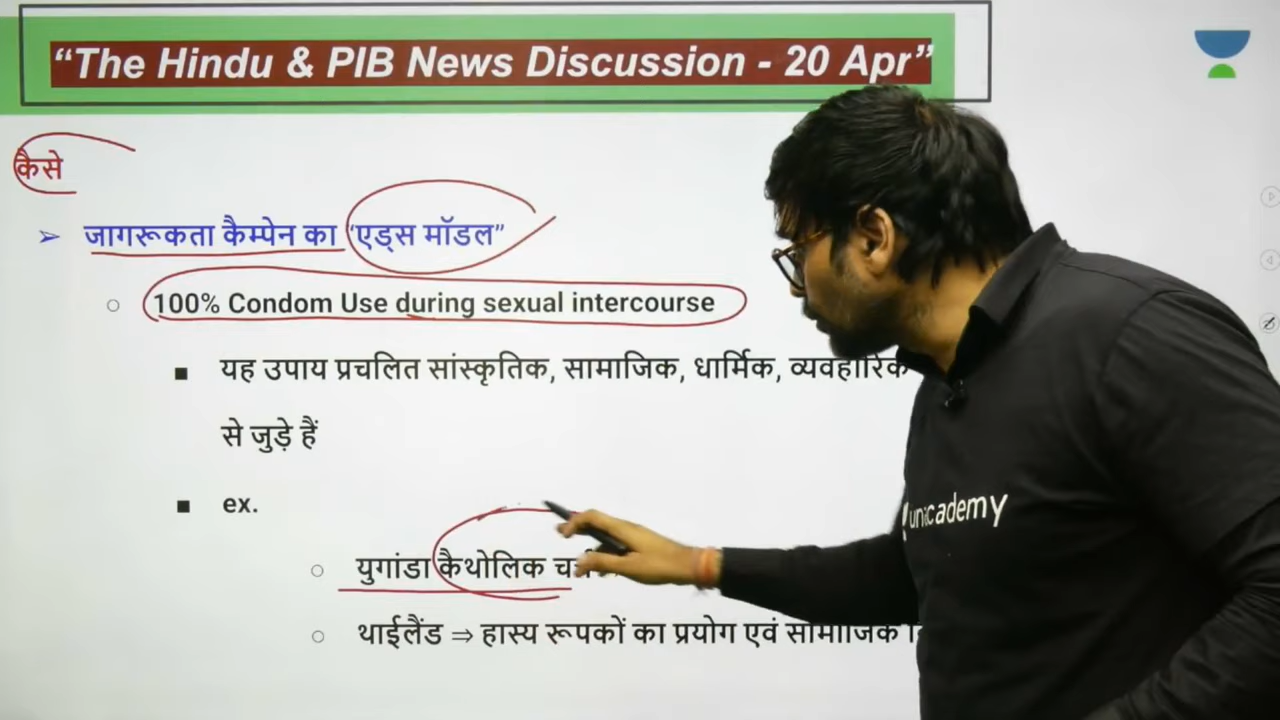 “The Hindu & PIB News Discussion - 20 Apr”
कैसे
➢ जागरूकता कैम्पेन का “एड्स मॉडल”
○ 100% Condom Use during sexual intercourse
■ यह उपाय प्रचलित सांस्कृतिक, सामाजिक, धार्मिक, व्यवहारिक
से जुड़े हैं
■ ex.
○ युगांडा कैथोलिक
○ थाईलैंड ⇒ हास्य रूपकों का प्रयोग एवं सामाजिक
unacademy